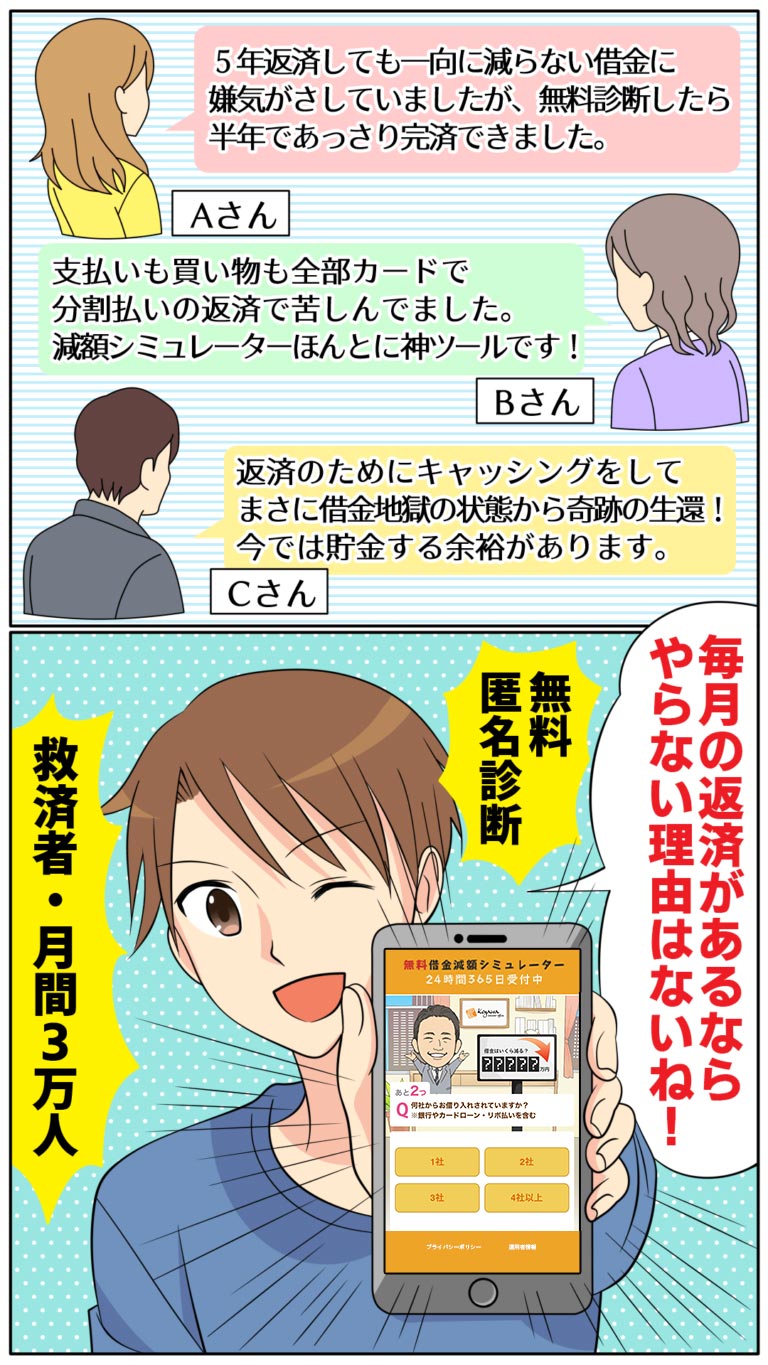 ５年返済しても一向に減らない借金に
嫌気がさしていましたが、無料診断したら
半年であっさり完済できました。
Aさん
支払いも買い物も全部カードで
分割払いの返済で苦しんでました。
減額シミュレーターほんとに神ツールです！
Bさん
返済のためにキャッシングをして
まさに借金地獄の状態から奇跡の生還！
今では貯金する余裕があります。
Cさん
毎月の返済があるなら
やらない理由はないね！
無料
匿名診断
救済者・月間３万人
無料借金減額シミュレーター
24時間365日受付中
借金はいくら減る？
?????万円
あと2つ
Q 何社からお借り入れされていますか？
※銀行やカードローン・リボ払いを含む
1社
2社
3社
4社以上
プライバシーポリシー
運用者情報